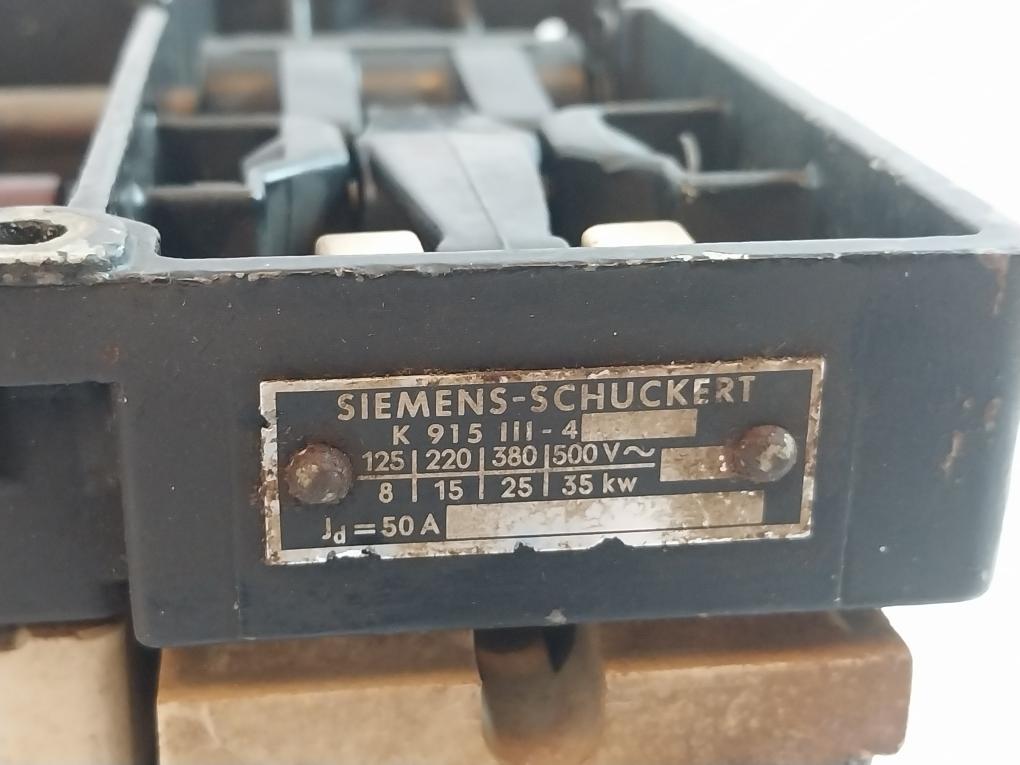 SIEMENS-SCHUCKERT
K 915 III-4
125 | 220 | 380 | 500 V~
8 | 15 | 25 | 35 kw
Jd = 50 A